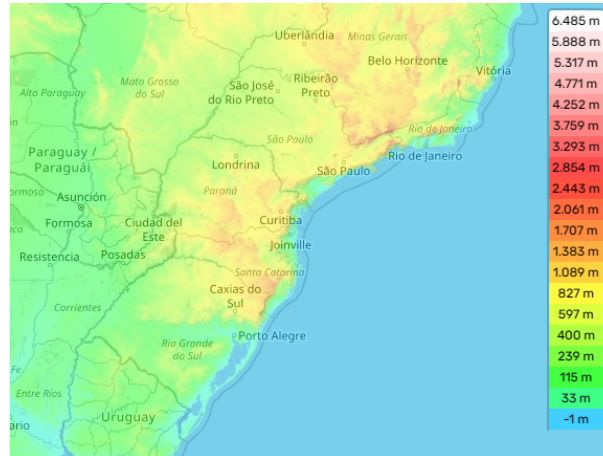 Uberlândia
Minas Gerais
Belo Horizonte
Vitória
Mato Grosso
do Sul
Alto Paraguay
São José
do Rio Preto
Ribeirão
Preto
São Paulo
Rio de Janeiro
Rio de Janeiro
Paraguay /
Paraguái
Londrina
São Paulo
Paraná
Asunción
Formosa
Formosa
Ciudad del
Este
Curitiba
Joinville
Resistencia
Posadas
Santa Catarina
Caxias do
Sul
Corrientes
Porto Alegre
Rio Grande
do Sul
Fe
Entre Ríos
Uruguay
ario
6.485 m
5.888 m
5.317 m
4.771 m
4.252 m
3.759 m
3.293 m
2.854 m
2.443 m
2.061 m
1.707 m
1.383 m
1.089 m
827 m
597 m
400 m
239 m
115 m
33 m
-1 m